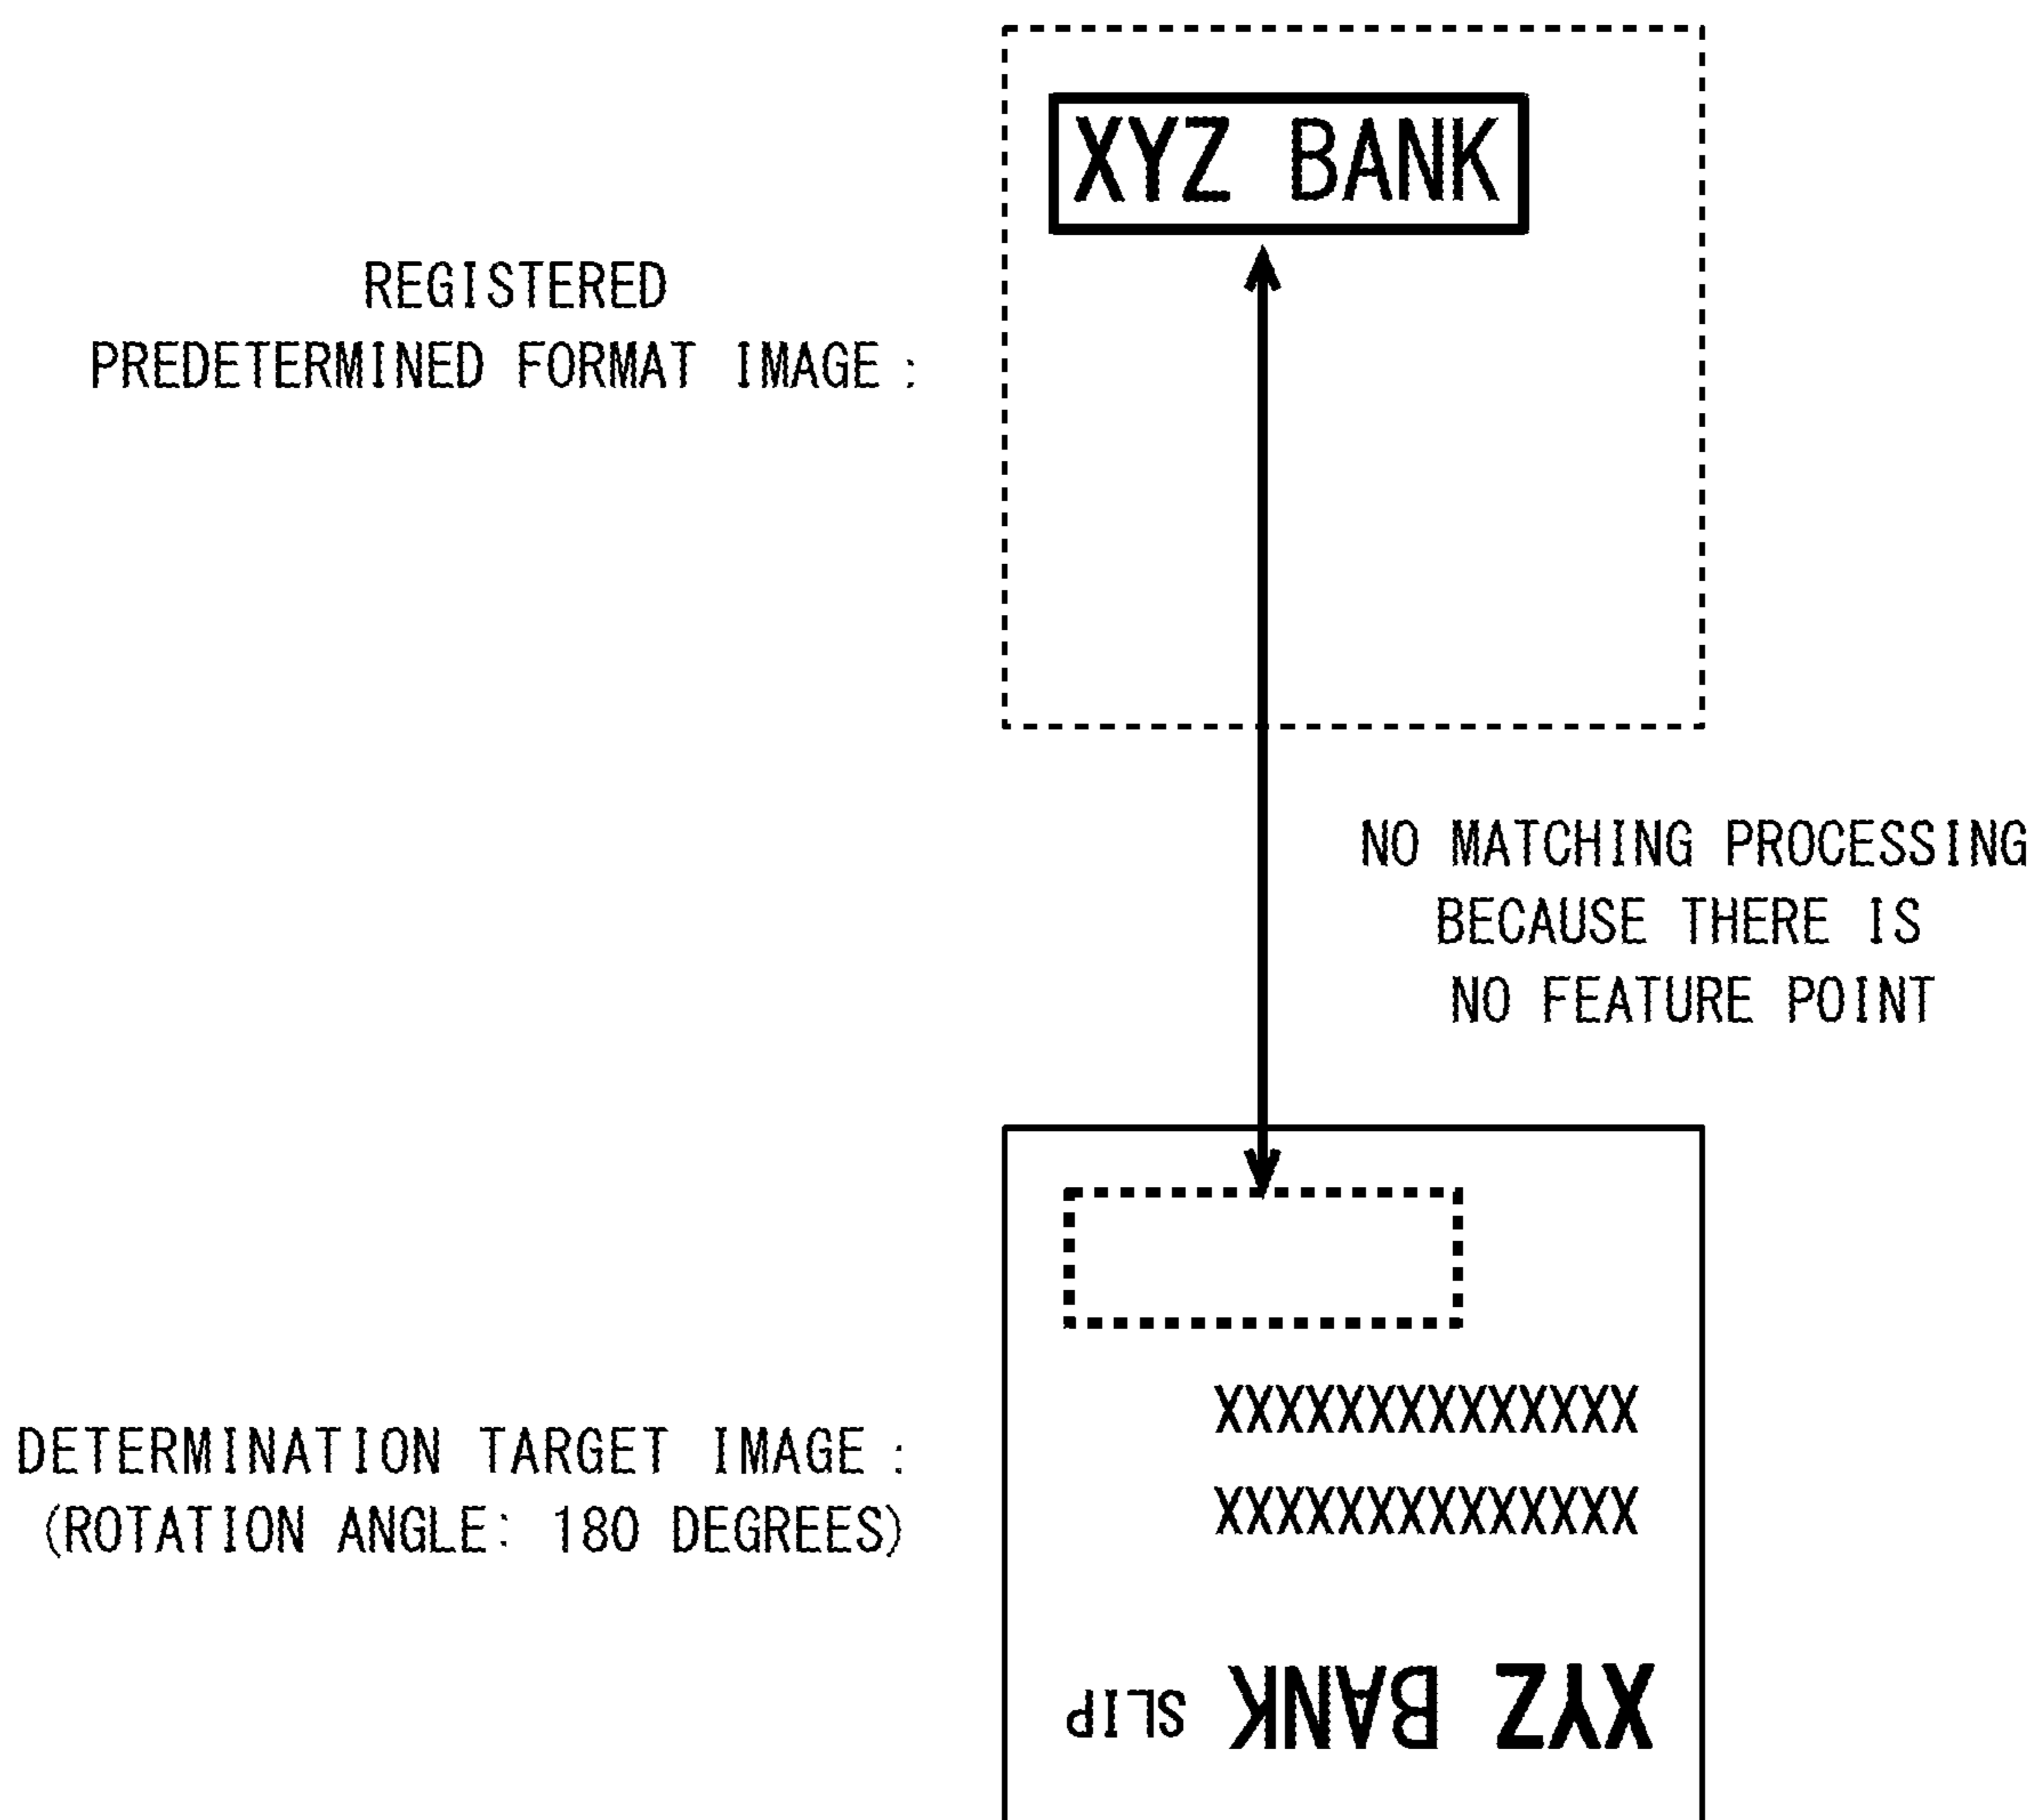 XYZ BANK
REGISTERED
PREDETERMINED FORMAT IMAGE :
NO MATCHING PROCESSING
BECAUSE THERE IS
NO FEATURE POINT
XXXXXXXXXXXXXX
XXXXXXXXXXXXXX
DETERMINATION TARGET IMAGE :
(ROTATION ANGLE: 180 DEGREES)
XYZ BANK SLIP